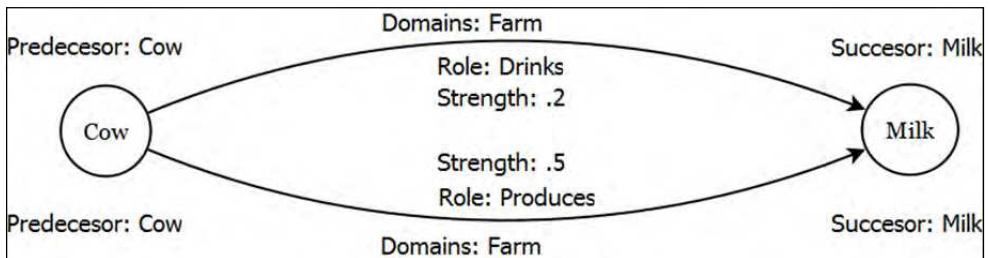 Domains: Farm
Predecesor: Cow
Succesor: Milk
Role: Drinks
Strength: .2
Cow
Milk
Strength: .5
Role: Produces
Predecesor: Cow
Succesor: Milk
Domains: Farm